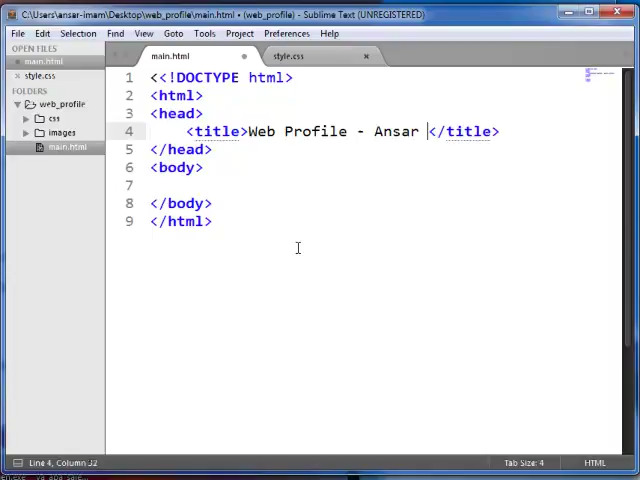 C:\Users\ansar-imam\Desktop\web_profile\main.html • (web_profile) - Sublime Text (UNREGISTERED)
File Edit Selection Find View Goto Tools Project Preferences Help
OPEN FILES
main.html
style.css
FOLDERS
web_profile
css
images
main.html
main.html style.css
1 <<!DOCTYPE html>
2 <html>
3 <head>
4 <title>Web Profile - Ansar </title>
5 </head>
6 <body>
7
8 </body>
9 </html>
Line 4, Column 32 Tab Size: 4 HTML